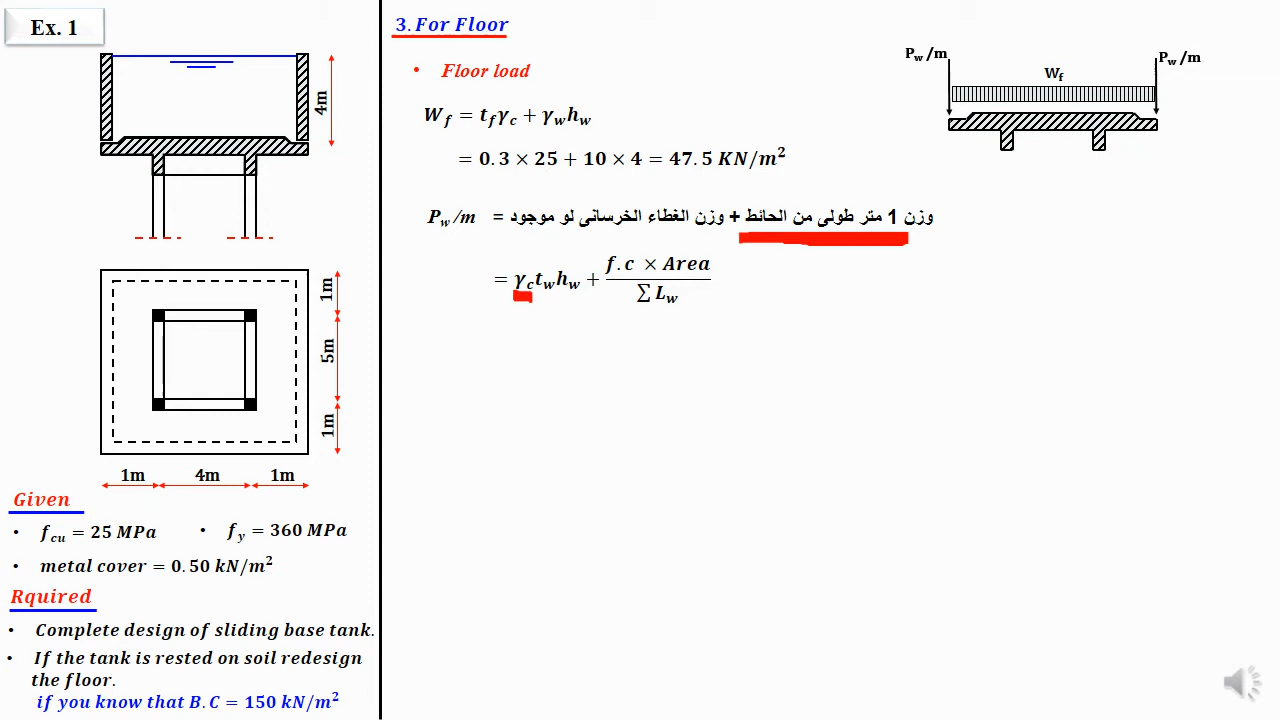 Ex. 1
4m
1m
5m
1m
1m 4m 1m
Given
• f_cu = 25 MPa • f_y = 360 MPa
• metal cover = 0.50 kN/m²
Rquired
• Complete design of sliding base tank.
• If the tank is rested on soil redesign
the floor.
if you know that B.C = 150 kN/m²
3. For Floor
• Floor load
W_f = t_f γ_c + γ_w h_w
= 0.3 × 25 + 10 × 4 = 47.5 KN/m²
P_w/m = وزن 1 متر طولى من الحائط + وزن الغطاء الخرسانى لو موجود
= γ_c t_w h_w + (f.c × Area) / (∑ L_w)
P_w/m
W_f
P_w/m